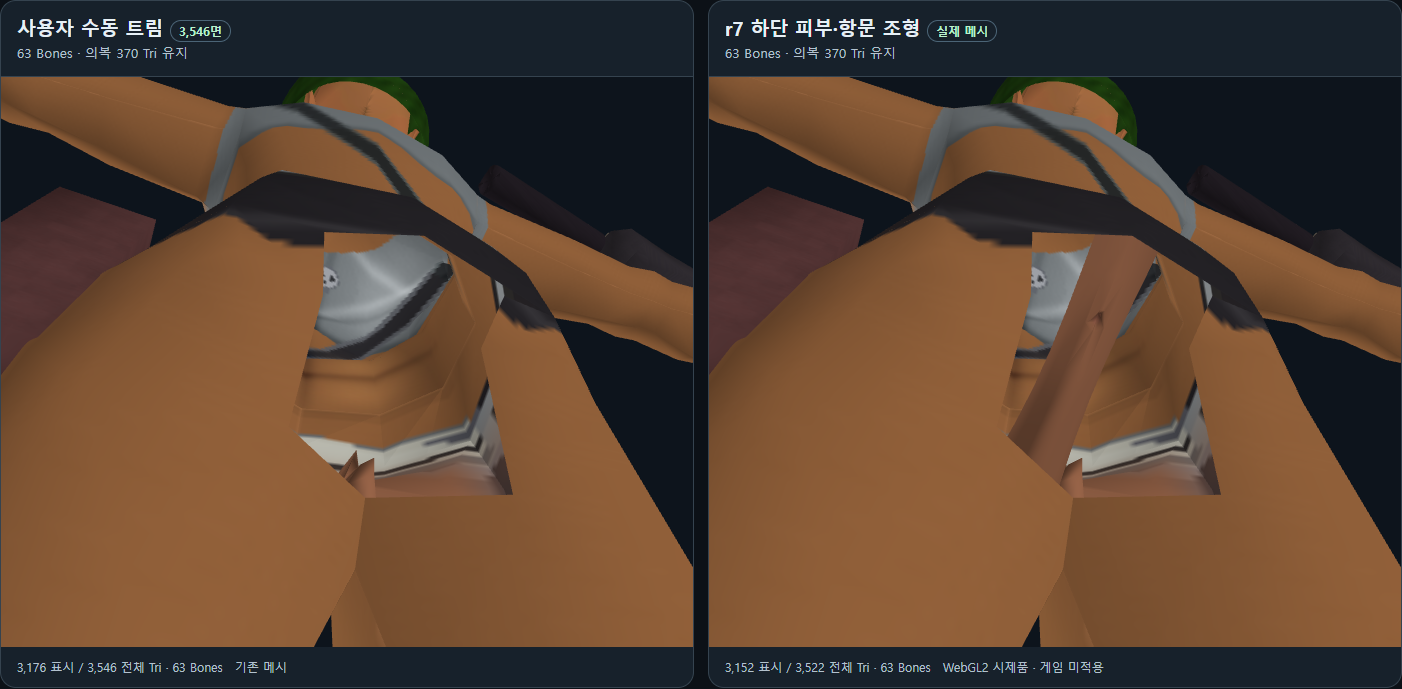 사용자 수동 트림 3,546면
63 Bones · 의복 370 Tri 유지
3,176 표시 / 3,546 전체 Tri · 63 Bones 기존 메시
r7 하단 피부·항문 조형 실제 메시
63 Bones · 의복 370 Tri 유지
3,152 표시 / 3,522 전체 Tri · 63 Bones WebGL2 시제품 · 게임 미적용